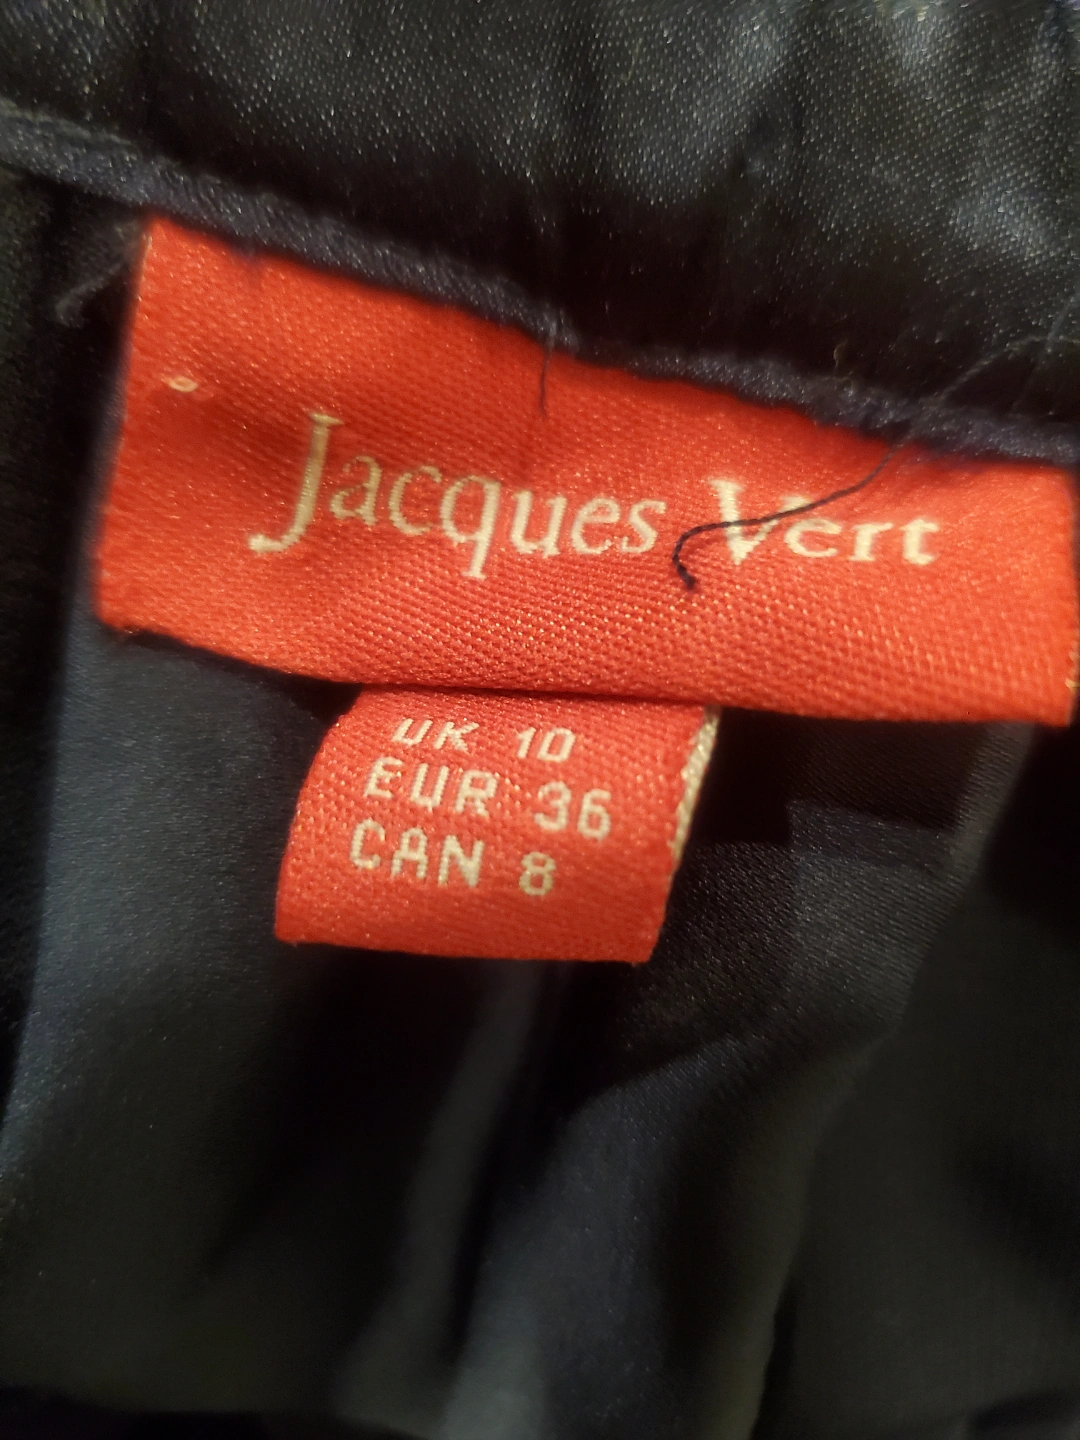 Jacques Vert
UK 10
EUR 36
CAN 8